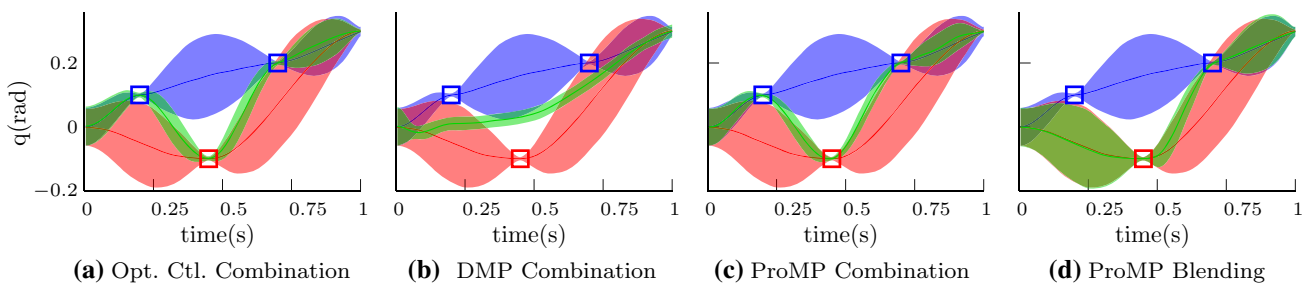 q(rad)
0.2
0
−0.2
0 0.25 0.5 0.75 1
0 0.25 0.5 0.75 1
0 0.25 0.5 0.75 1
0 0.25 0.5 0.75 1
time(s) time(s) time(s) time(s)
(a) Opt. Ctl. Combination
(b) DMP Combination
(c) ProMP Combination
(d) ProMP Blending